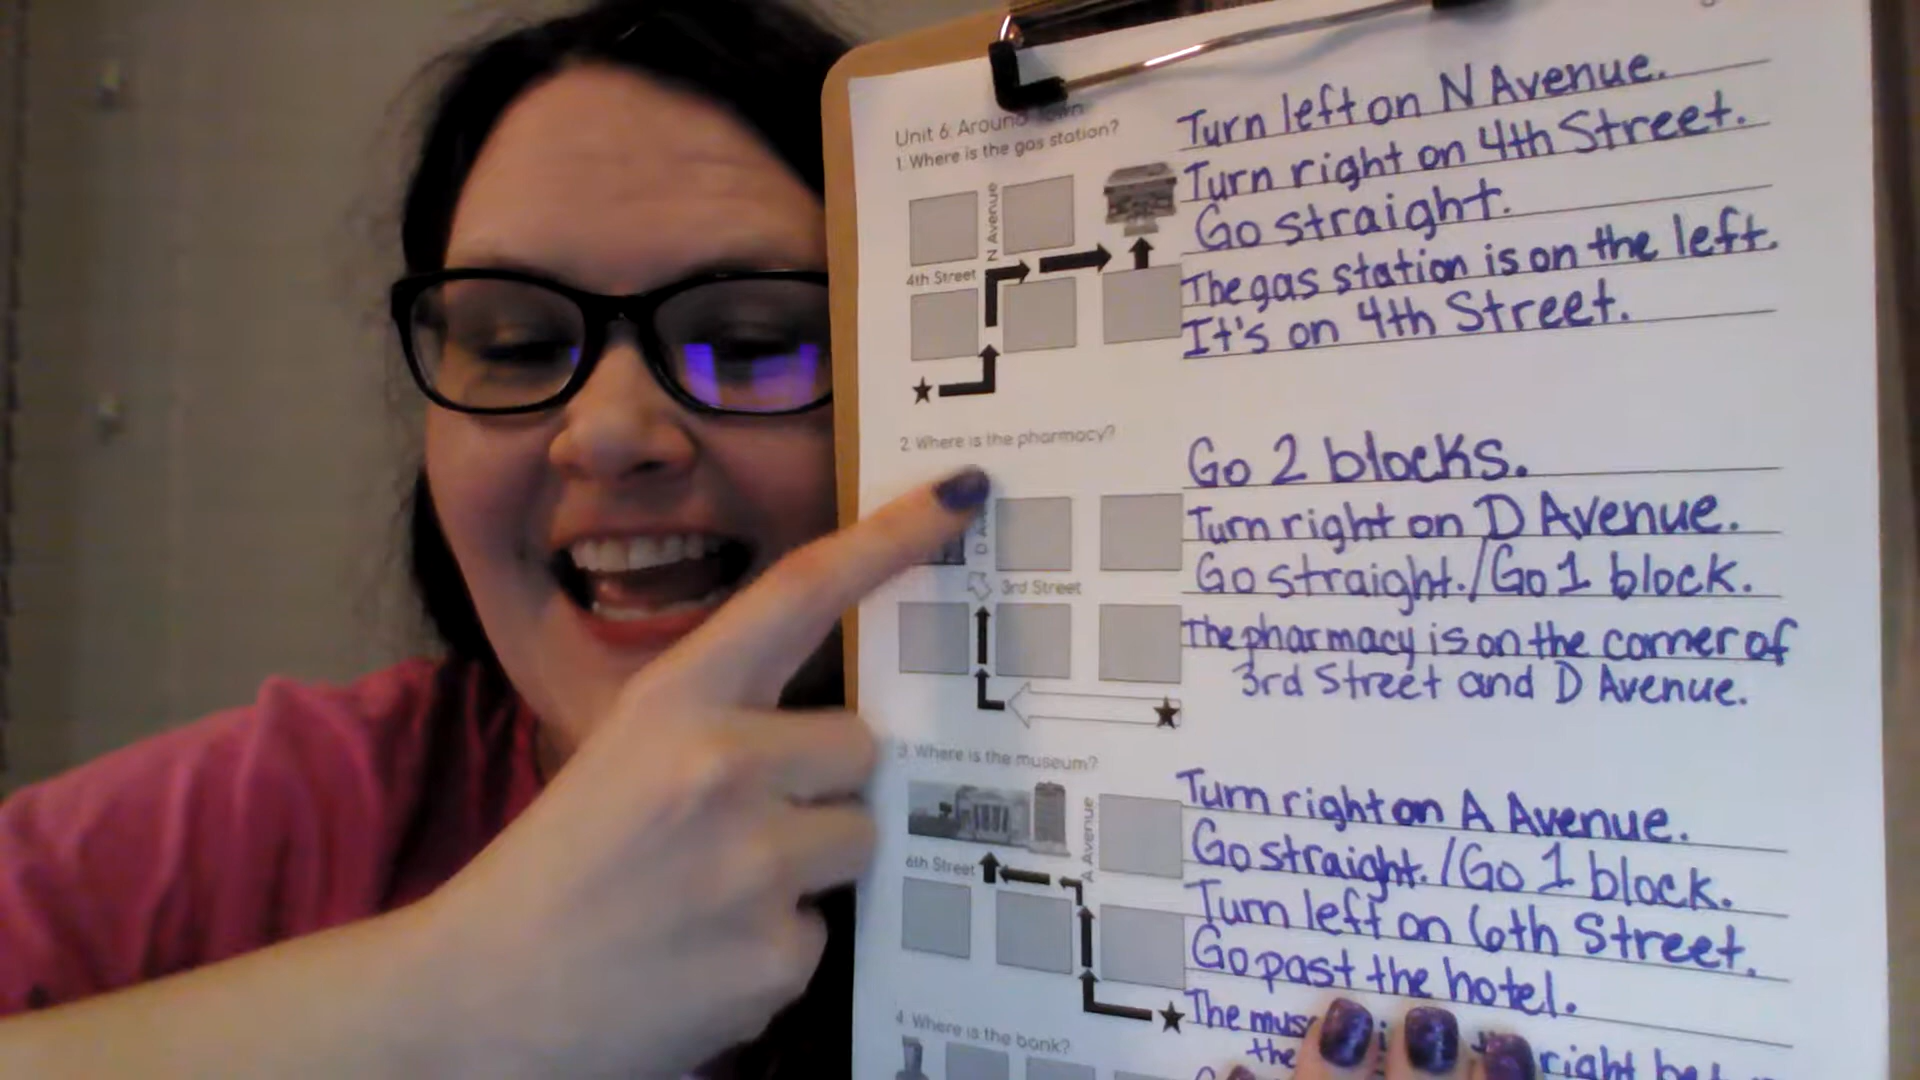 Unit 6: Around Town
1. Where is the gas station?
N Avenue
4th Street
Turn left on N Avenue.
Turn right on 4th Street.
Go straight.
The gas station is on the left.
It's on 4th Street.
2. Where is the pharmacy?
D
3rd Street
Go 2 blocks.
Turn right on D Avenue.
Go straight./Go 1 block.
The pharmacy is on the corner of
3rd Street and D Avenue.
3. Where is the museum?
A Avenue
6th Street
Turn right on A Avenue.
Go straight./Go 1 block.
Turn left on 6th Street.
Go past the hotel.
The
the right
4. Where is the bank?